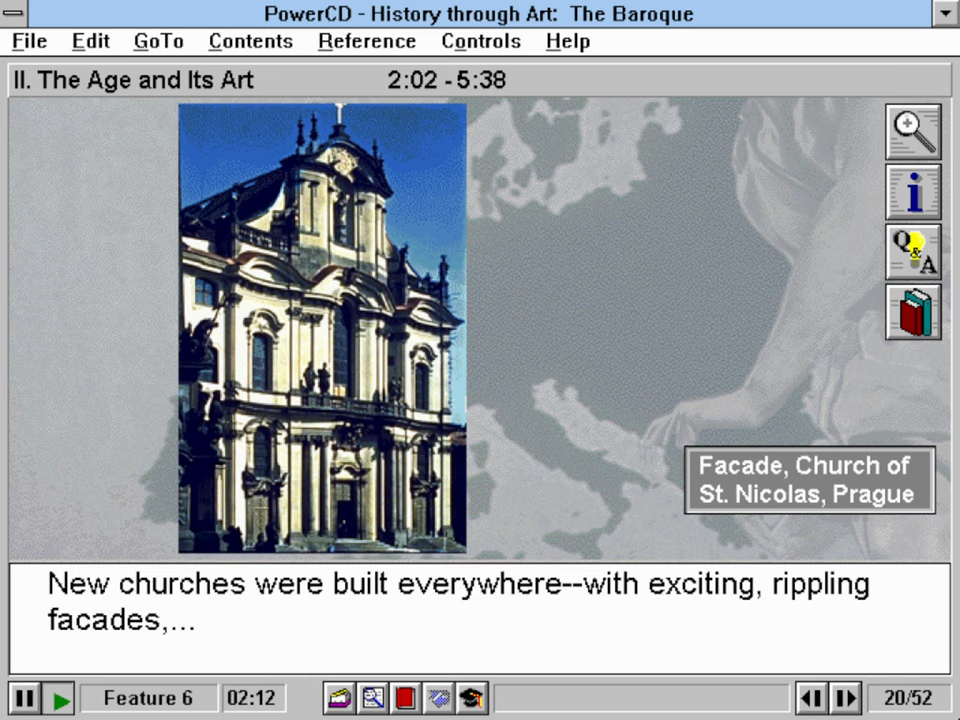 PowerCD - History through Art:  The Baroque
File Edit GoTo Contents Reference Controls Help
II. The Age and Its Art 2:02 - 5:38
Q & A
Facade, Church of
St. Nicolas, Prague
New churches were built everywhere--with exciting, rippling
facades,...
Feature 6 02:12 20/52